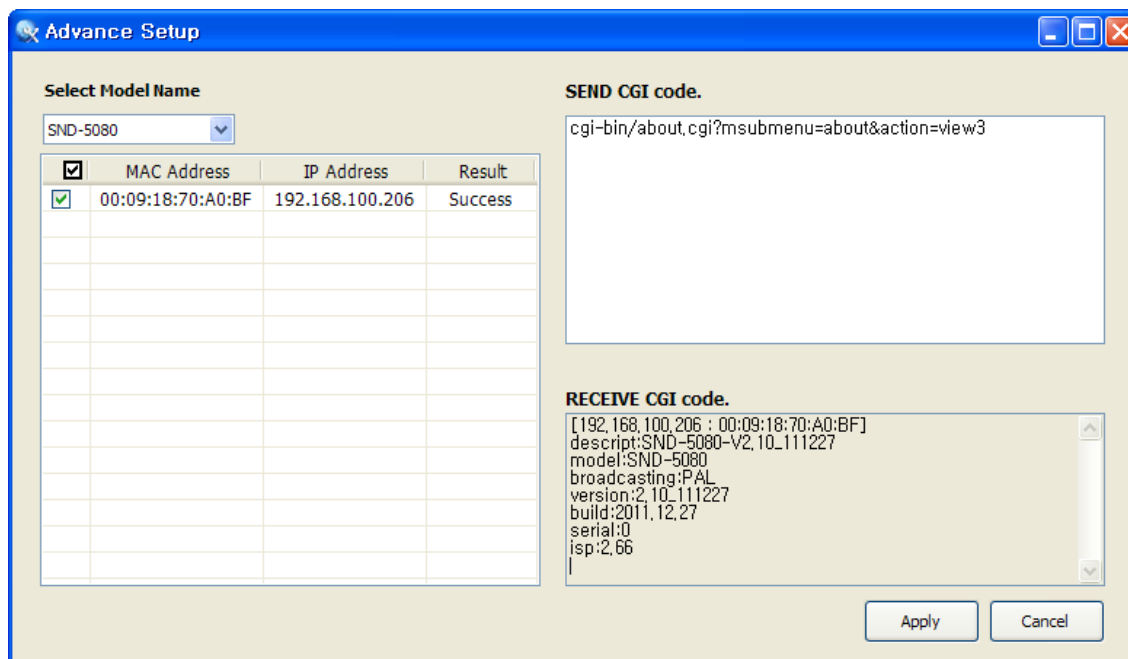 Advance Setup
Select Model Name
SND-5080
MAC Address IP Address Result
00:09:18:70:A0:BF 192.168.100.206 Success
SEND CGI code.
cgi-bin/about.cgi?msubmenu=about&action=view3
RECEIVE CGI code.
[192.168.100.206 : 00:09:18:70:A0:BF]
descript:SND-5080-V2.10_111227
model:SND-5080
broadcasting:PAL
version:2.10_111227
build:2011.12.27
serial:0
isp:2.66
Apply Cancel